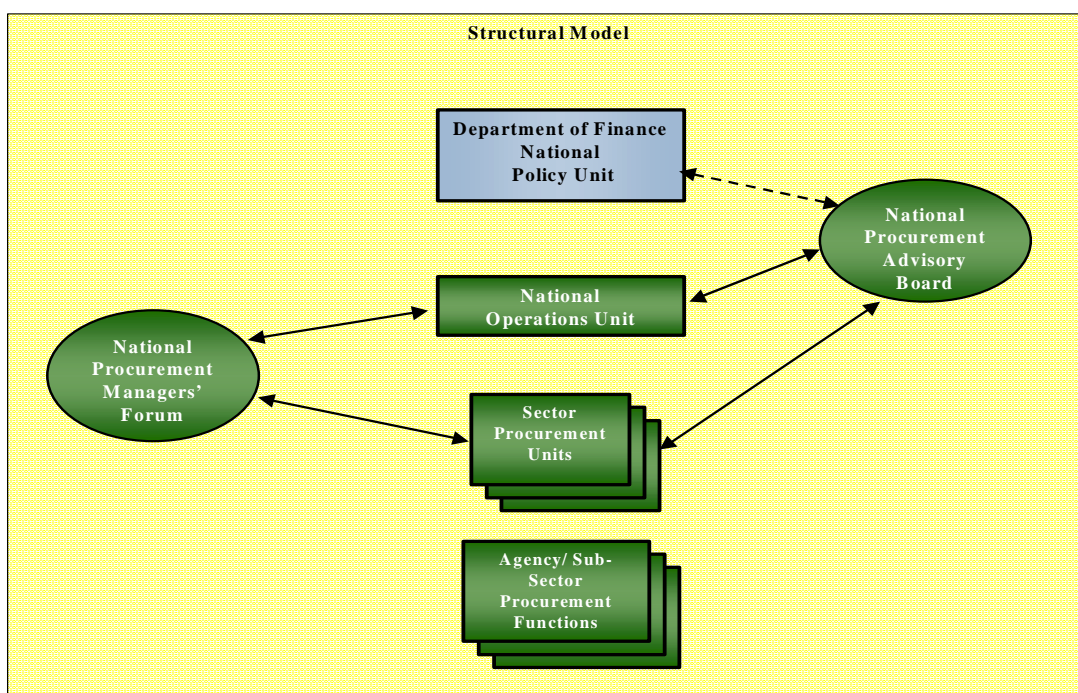 Structural Model
Department of Finance
National
Policy Unit
National
Procurement
Advisory
Board
National
Operations Unit
National
Procurement
Managers’
Forum
Sector
Procurement
Units
Agency/ Sub-
Sector
Procurement
Functions